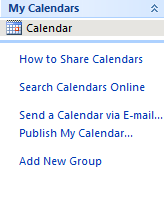 My Calendars
Calendar
How to Share Calendars
Search Calendars Online
Send a Calendar via E-mail...
Publish My Calendar...
Add New Group